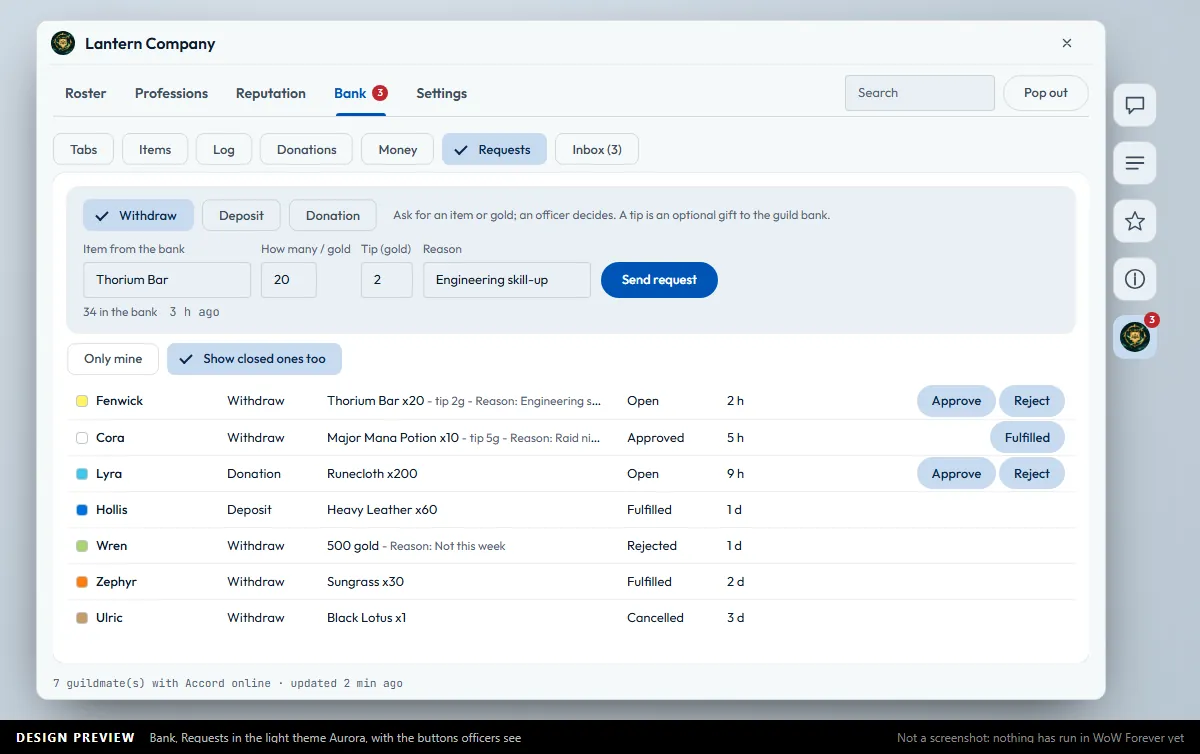 Lantern Company
Roster Professions Reputation Bank 3 Settings Search Pop out
Tabs Items Log Donations Money Requests Inbox (3)
Withdraw Deposit Donation Ask for an item or gold; an officer decides. A tip is an optional gift to the guild bank.
Item from the bank How many / gold Tip (gold) Reason
Thorium Bar 20 2 Engineering skill-up Send request
34 in the bank 3 h ago
3
Only mine Show closed ones too
Fenwick Withdraw Thorium Bar x20 - tip 2g - Reason: Engineering s... Open 2 h Approve Reject
Cora Withdraw Major Mana Potion x10 - tip 5g - Reason: Raid ni... Approved 5 h Fulfilled
Lyra Donation Runecloth x200 Open 9 h Approve Reject
Hollis Deposit Heavy Leather x60 Fulfilled 1 d
Wren Withdraw 500 gold - Reason: Not this week Rejected 1 d
Zephyr Withdraw Sungrass x30 Fulfilled 2 d
Ulric Withdraw Black Lotus x1 Cancelled 3 d
7 guildmate(s) with Accord online · updated 2 min ago
DESIGN PREVIEW Bank, Requests in the light theme Aurora, with the buttons officers see Not a screenshot: nothing has run in WoW Forever yet